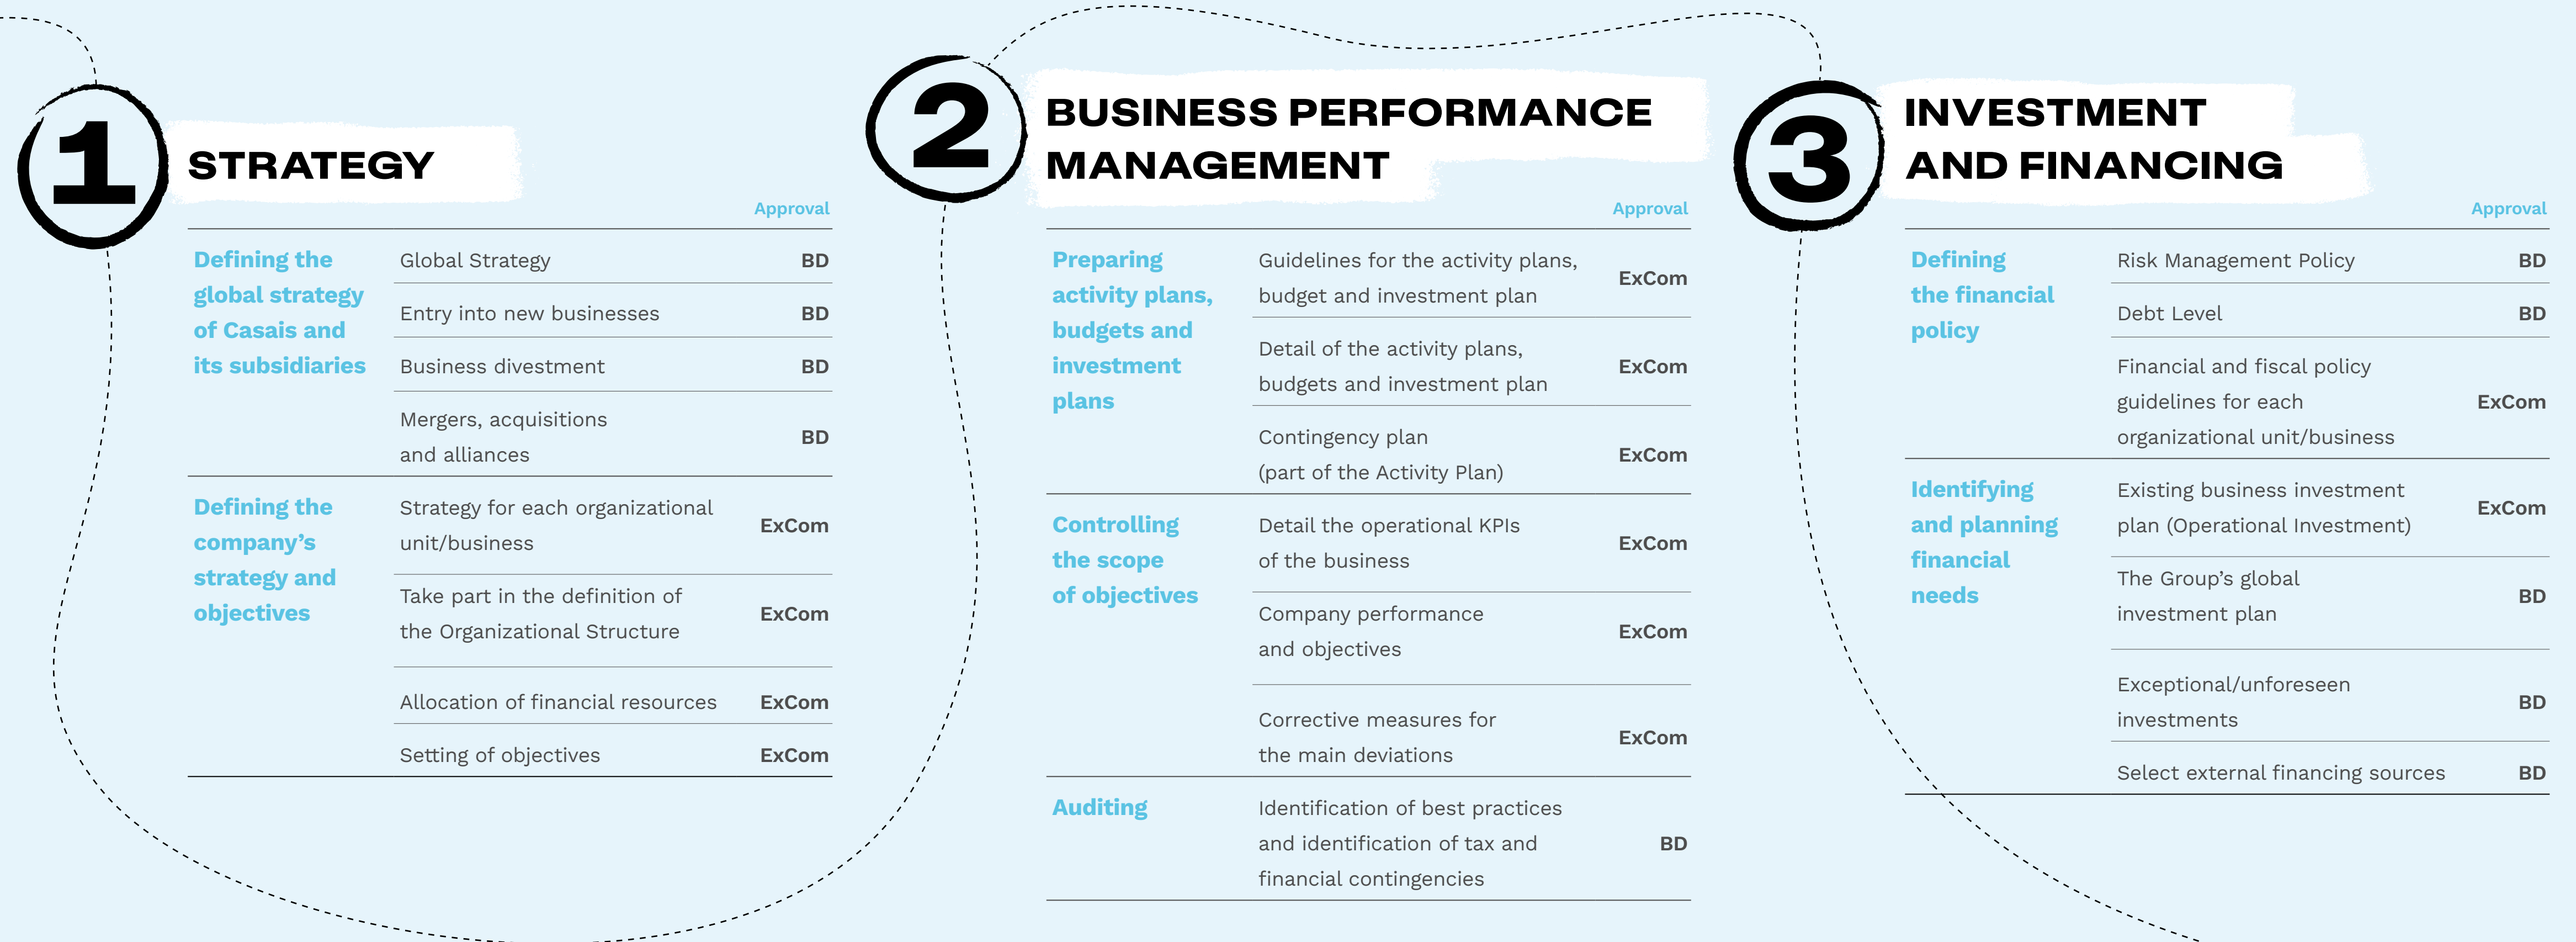 1
STRATEGY
Approval
Defining the
global strategy
of Casais and
its subsidiaries
Global Strategy
BD
Entry into new businesses
BD
Business divestment
BD
Mergers, acquisitions
and alliances
BD
Defining the
company’s
strategy and
objectives
Strategy for each organizational
unit/business
ExCom
Take part in the definition of
the Organizational Structure
ExCom
Allocation of financial resources
ExCom
Setting of objectives
ExCom
2
BUSINESS PERFORMANCE
MANAGEMENT
Approval
Preparing
activity plans,
budgets and
investment
plans
Guidelines for the activity plans,
budget and investment plan
ExCom
Detail of the activity plans,
budgets and investment plan
ExCom
Contingency plan
(part of the Activity Plan)
ExCom
Controlling
the scope
of objectives
Detail the operational KPIs
of the business
ExCom
Company performance
and objectives
ExCom
Corrective measures for
the main deviations
ExCom
Auditing
Identification of best practices
and identification of tax and
financial contingencies
BD
3
INVESTMENT
AND FINANCING
Approval
Defining
the financial
policy
Risk Management Policy
BD
Debt Level
BD
Financial and fiscal policy
guidelines for each
organizational unit/business
ExCom
Identifying
and planning
financial
needs
Existing business investment
plan (Operational Investment)
ExCom
The Group’s global
investment plan
BD
Exceptional/unforeseen
investments
BD
Select external financing sources
BD